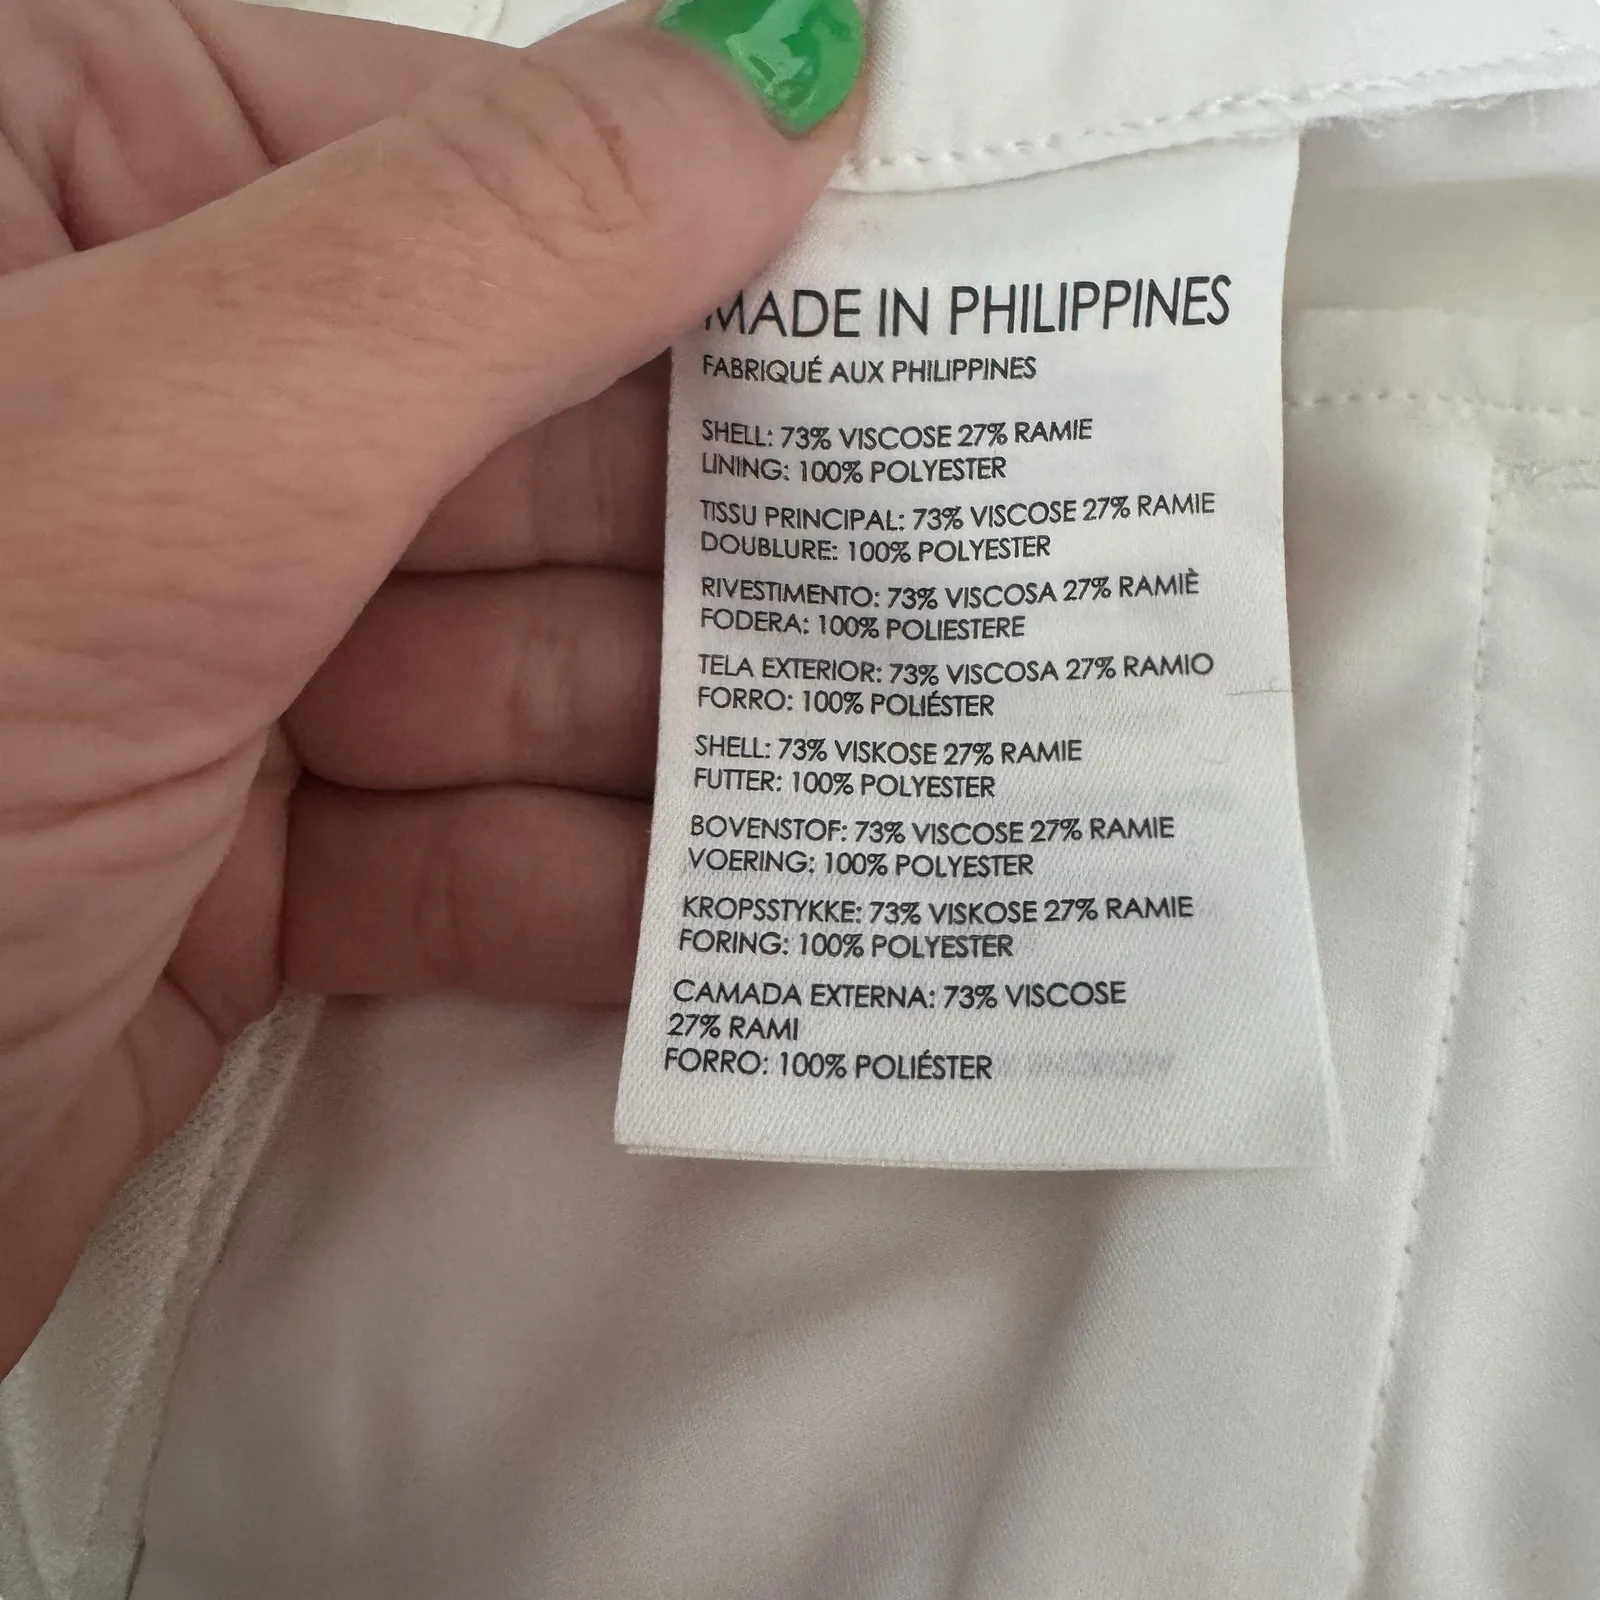 MADE IN PHILIPPINES
FABRIQUÉ AUX PHILIPPINES
SHELL: 73% VISCOSE 27% RAMIE
LINING: 100% POLYESTER
TISSU PRINCIPAL: 73% VISCOSE 27% RAMIE
DOUBLURE: 100% POLYESTER
RIVESTIMENTO: 73% VISCOSA 27% RAMIÈ
FODERA: 100% POLIESTERE
TELA EXTERIOR: 73% VISCOSA 27% RAMIO
FORRO: 100% POLIÉSTER
SHELL: 73% VISKOSE 27% RAMIE
FUTTER: 100% POLYESTER
BOVENSTOF: 73% VISCOSE 27% RAMIE
VOERING: 100% POLYESTER
KROPSSTYKKE: 73% VISKOSE 27% RAMIE
FORING: 100% POLYESTER
CAMADA EXTERNA: 73% VISCOSE
27% RAMI
FORRO: 100% POLIÉSTER